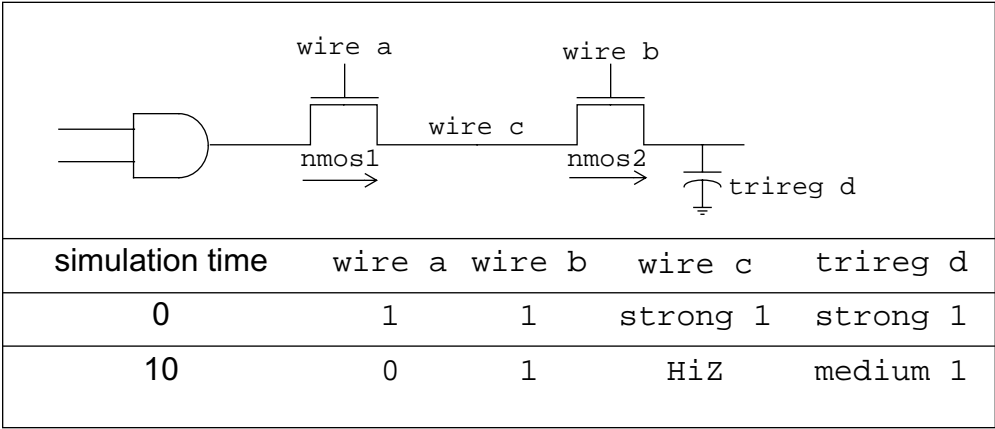 wire a wire b
wire c
nmos1 nmos2
trireg d
simulation time wire a wire b wire c trireg d
0 1 1 strong 1 strong 1
10 0 1 HiZ medium 1